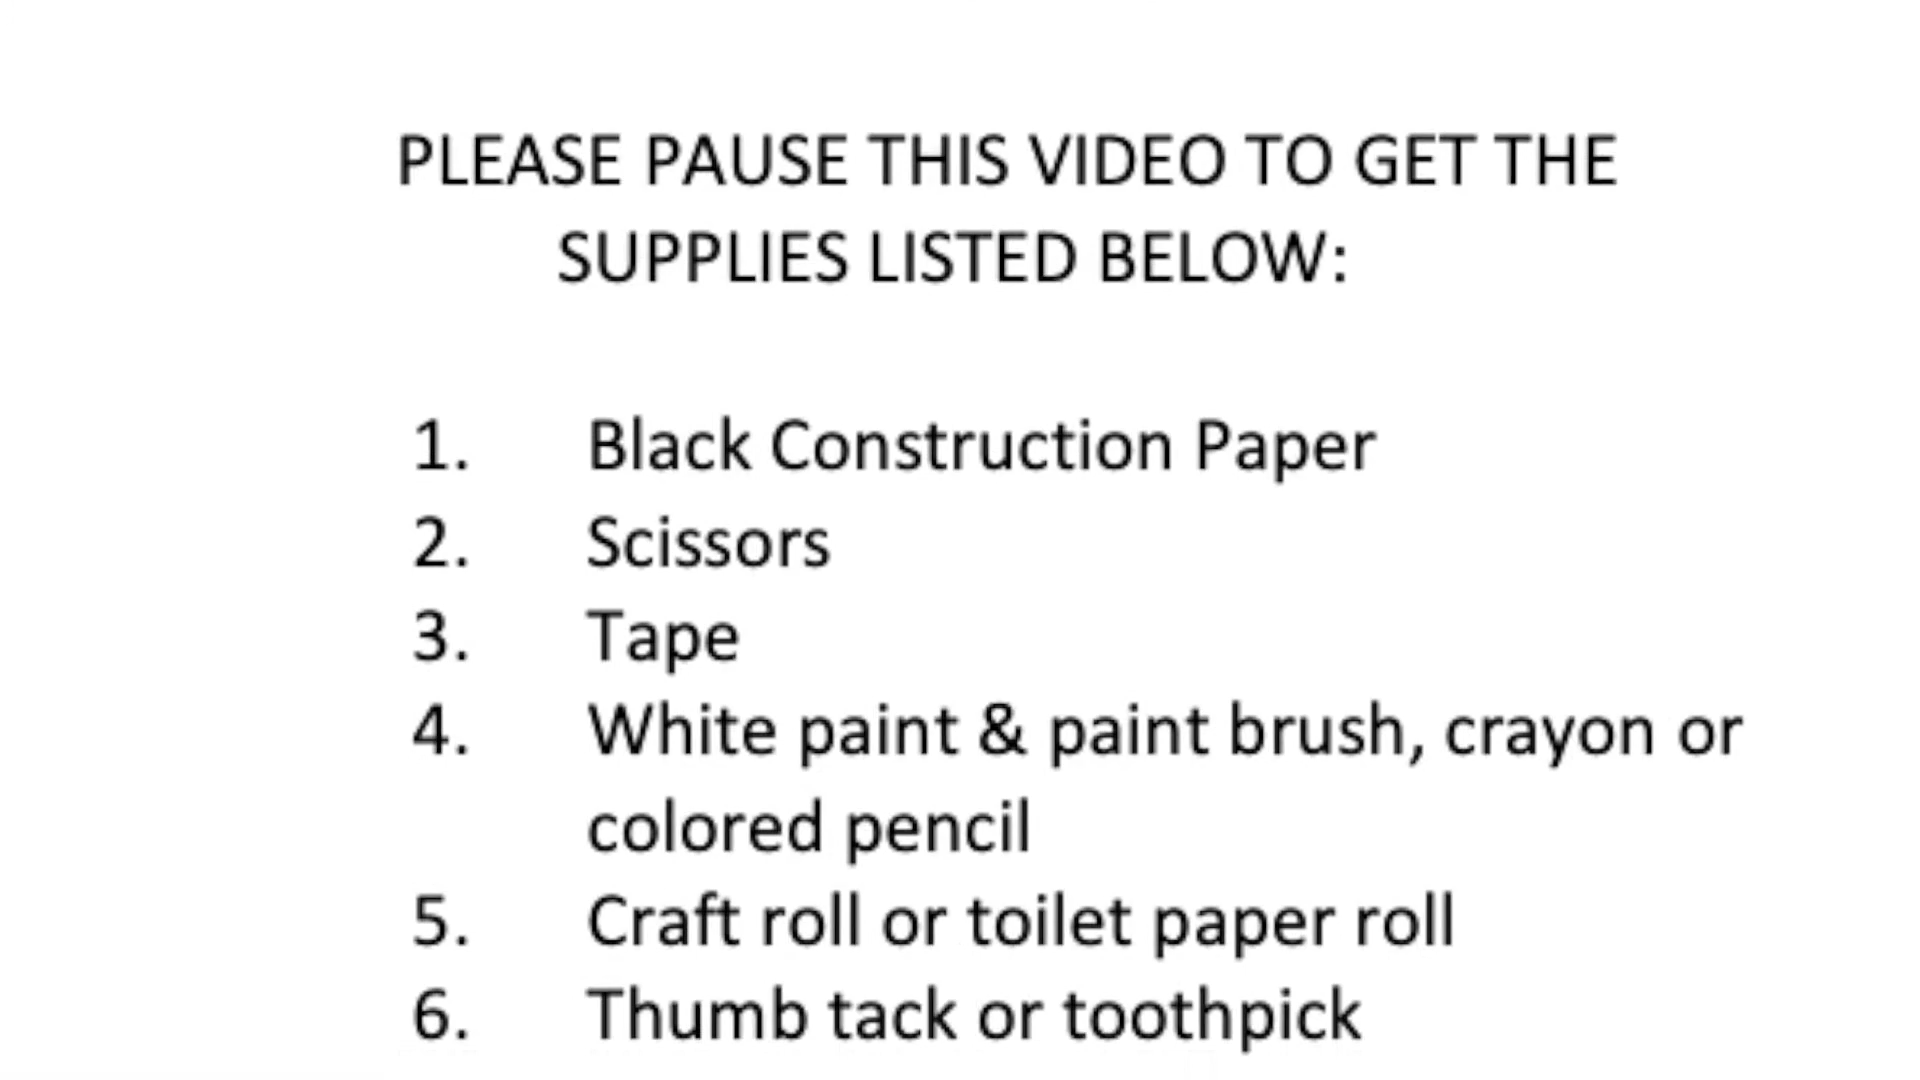 PLEASE PAUSE THIS VIDEO TO GET THE
SUPPLIES LISTED BELOW:
1. Black Construction Paper
2. Scissors
3. Tape
4. White paint & paint brush, crayon or
colored pencil
5. Craft roll or toilet paper roll
6. Thumb tack or toothpick